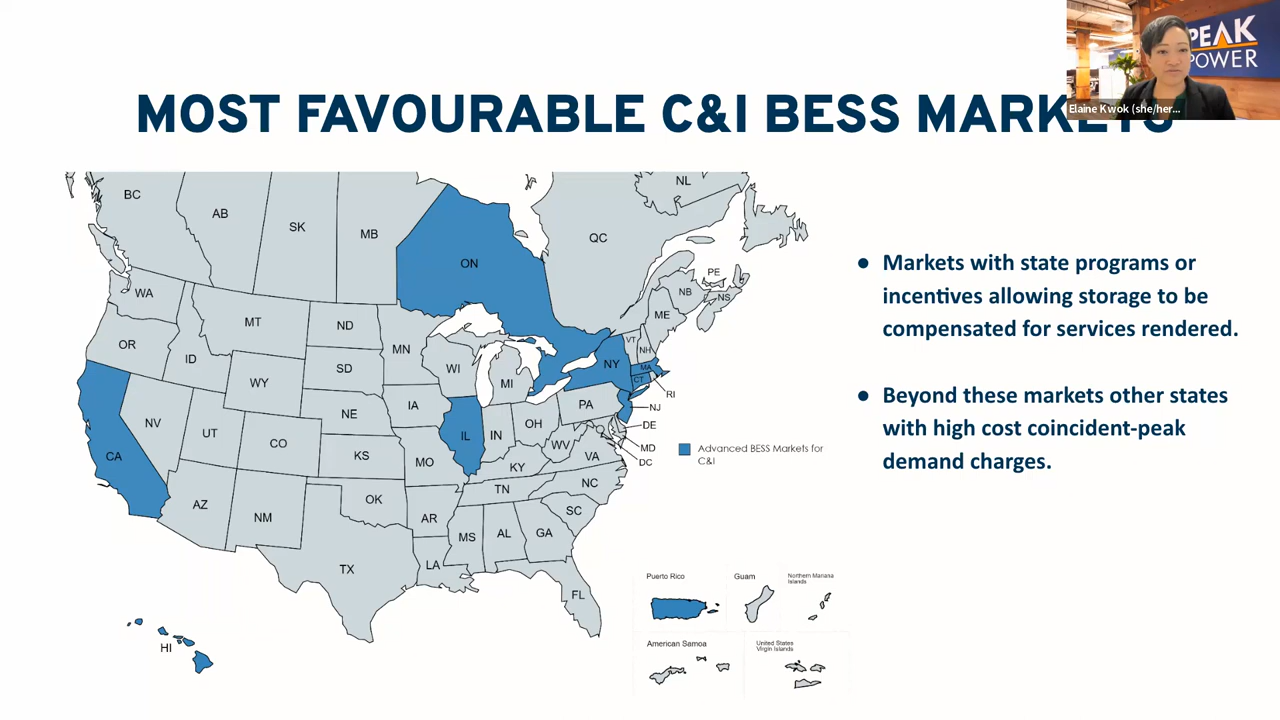 PEAK
POWER
Elaine Kwok (she/her...
MOST FAVOURABLE C&I BESS MARKETS
BC
AB
SK
MB
ON
QC
NL
PE
NB
NS
WA
MT
ND
MN
OR
ID
WY
SD
WI
MI
NY
VT
NH
ME
MA
CT
RI
NV
UT
CO
NE
IA
IL
IN
OH
PA
NJ
DE
MD
DC
CA
KS
MO
KY
WV
VA
AZ
NM
OK
AR
TN
NC
SC
MS
AL
GA
TX
LA
FL
HI
Advanced BESS Markets for
C&I
Puerto Rico
Guam
Northern Mariana
Islands
American Samoa
United States
Virgin Islands
● Markets with state programs or
incentives allowing storage to be
compensated for services rendered.
● Beyond these markets other states
with high cost coincident-peak
demand charges.